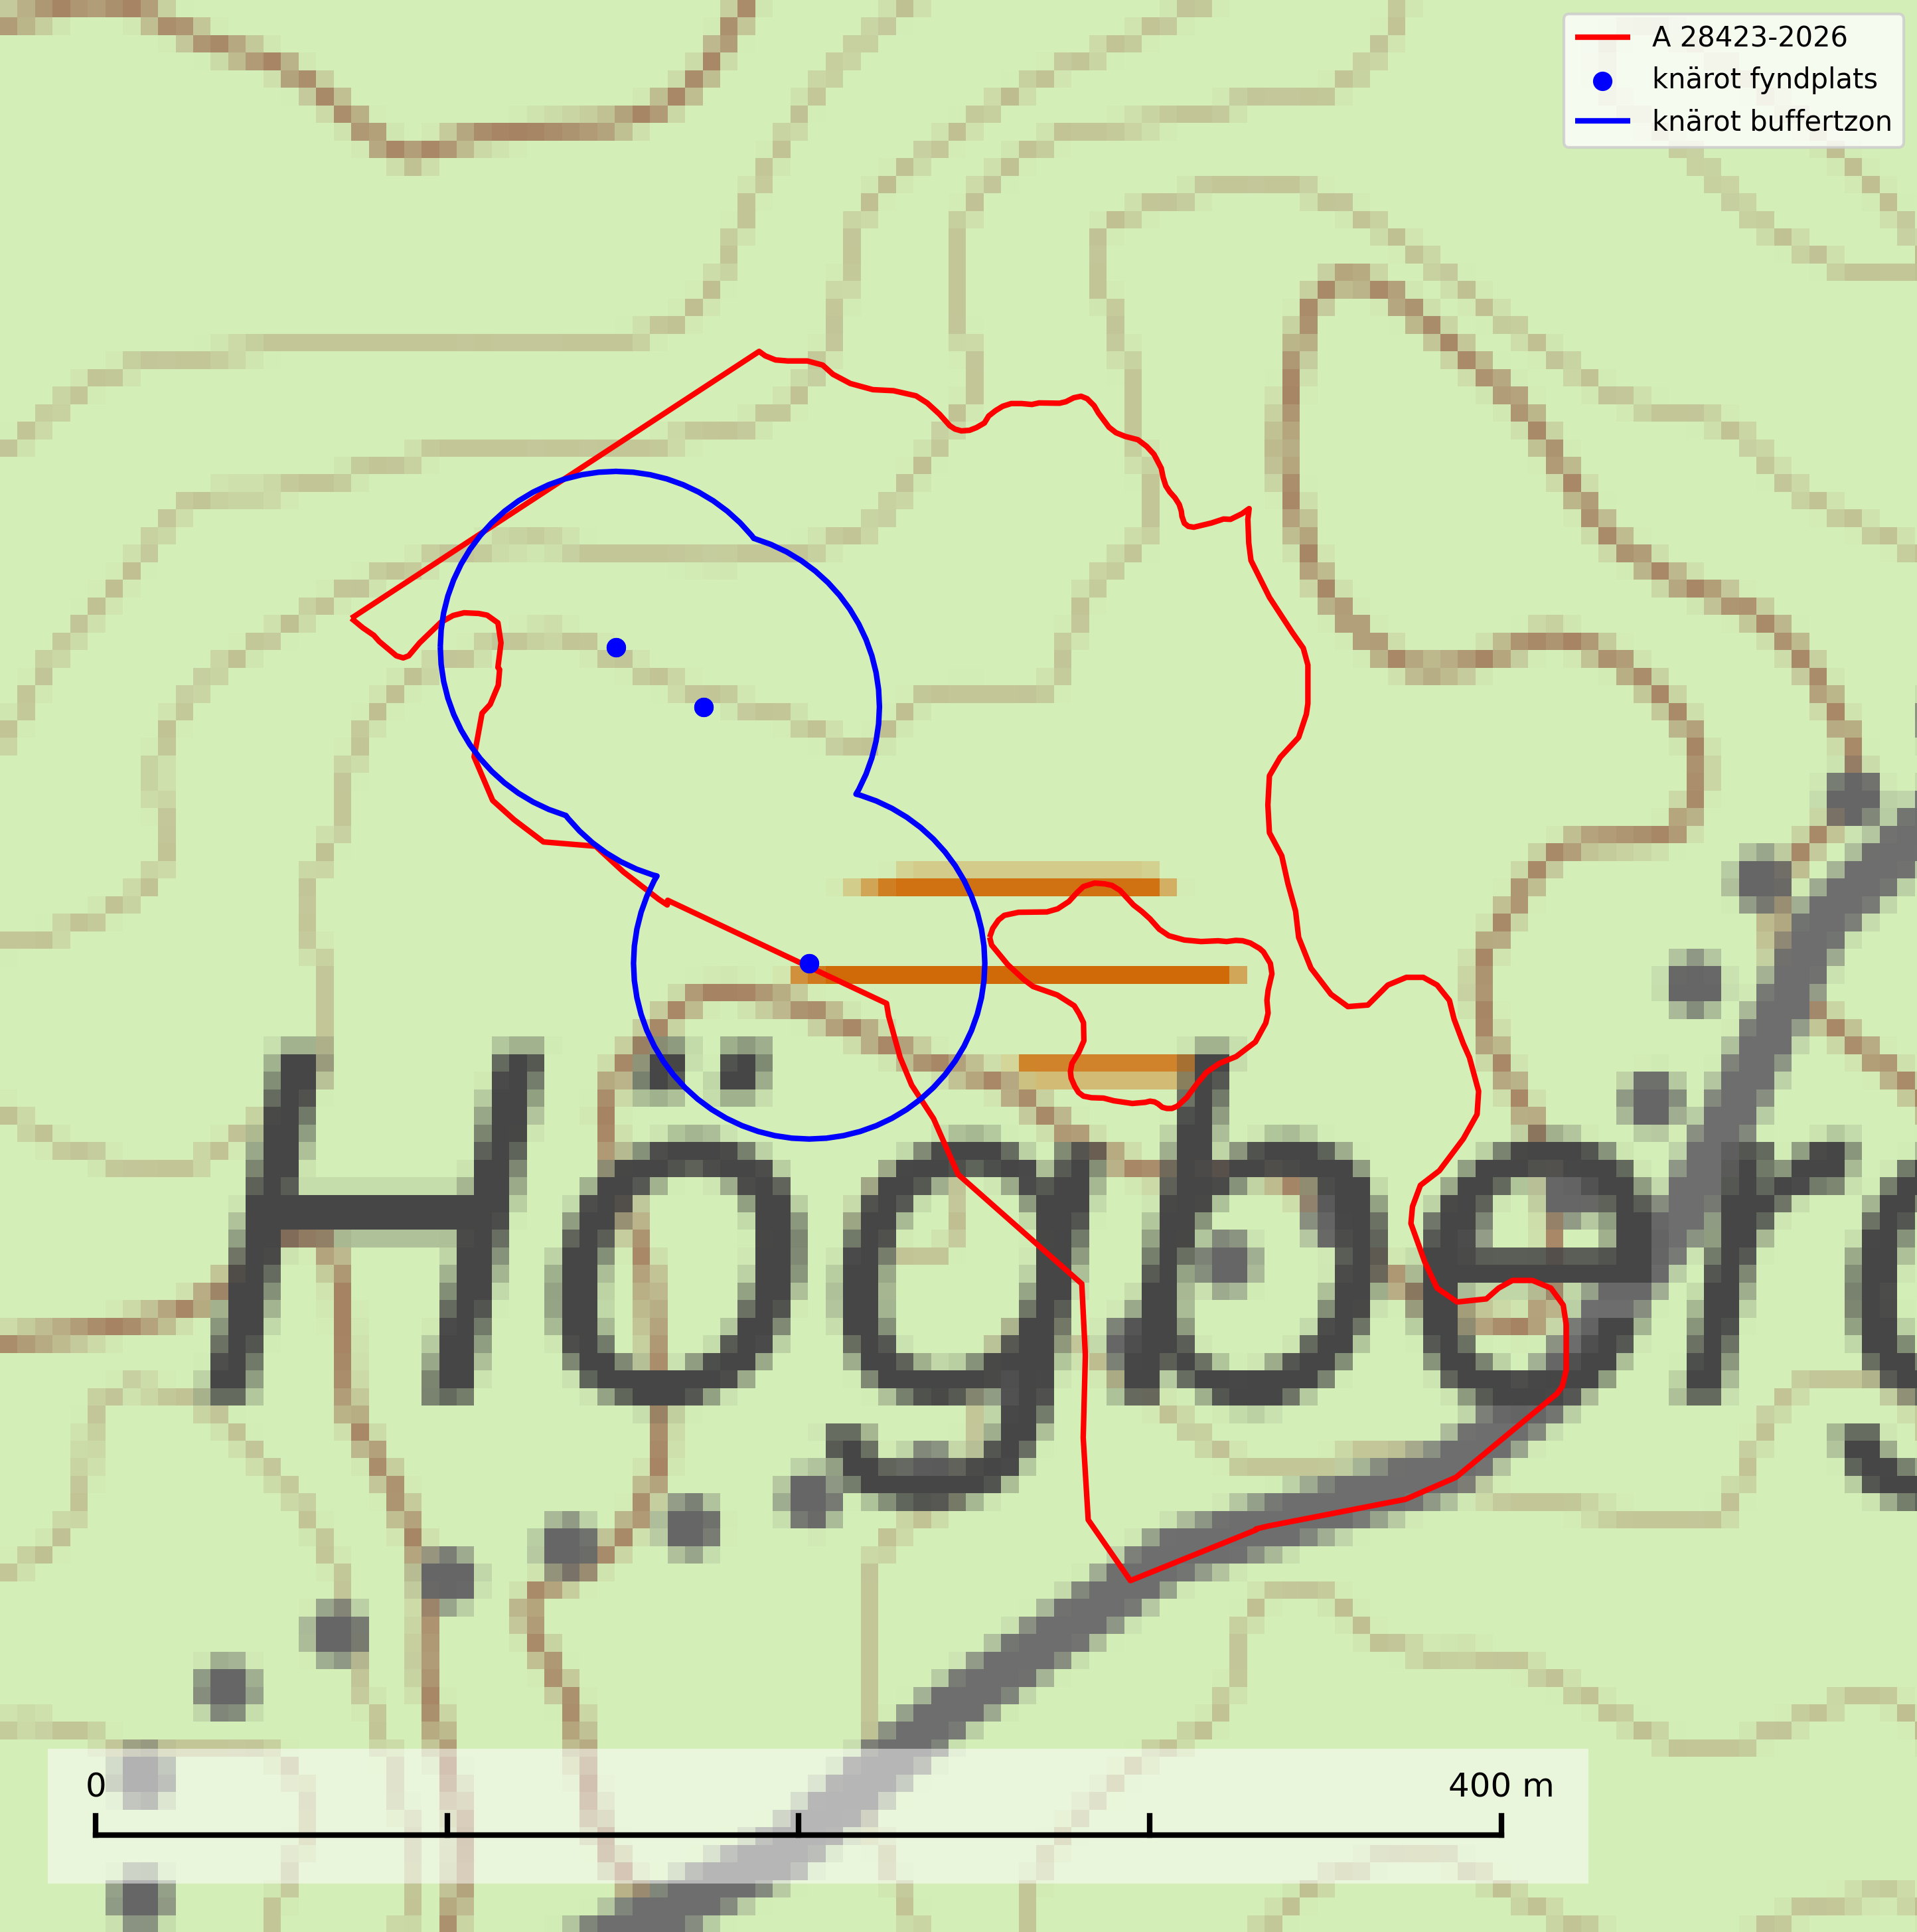 A 28423-2026
knärot fyndplats
knärot buffertzon
0 400 m